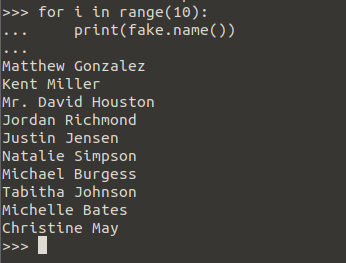 >>> for i in range(10):
...     print(fake.name())
...
Matthew Gonzalez
Kent Miller
Mr. David Houston
Jordan Richmond
Justin Jensen
Natalie Simpson
Michael Burgess
Tabitha Johnson
Michelle Bates
Christine May
>>>